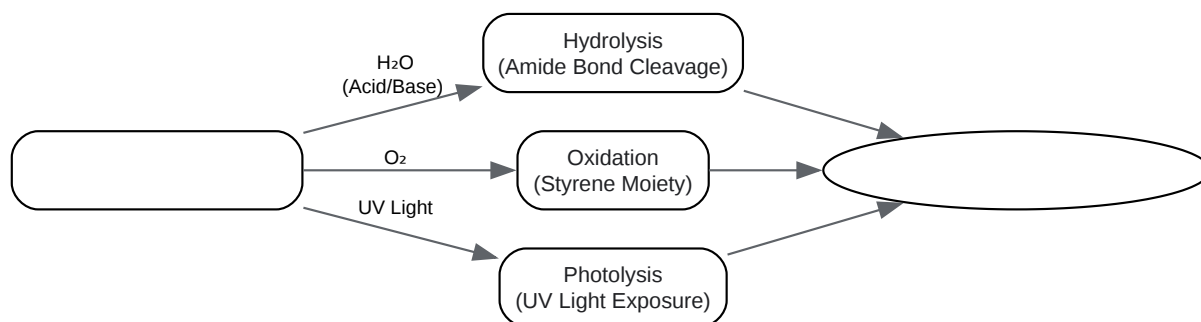 Hydrolysis
(Amide Bond Cleavage)
H₂O
(Acid/Base)
O₂
Oxidation
(Styrene Moiety)
UV Light
Photolysis
(UV Light Exposure)